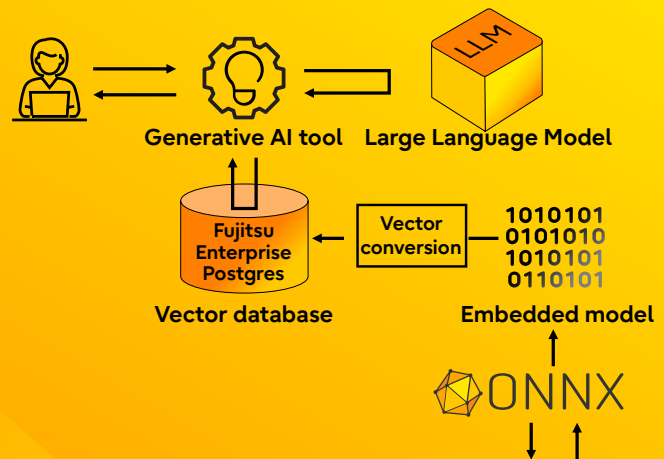 LLM
Generative AI tool
Large Language Model
Fujitsu
Enterprise
Postgres
Vector
conversion
1010101
0101010
1010101
0110101
Vector database
Embedded model
ONNX